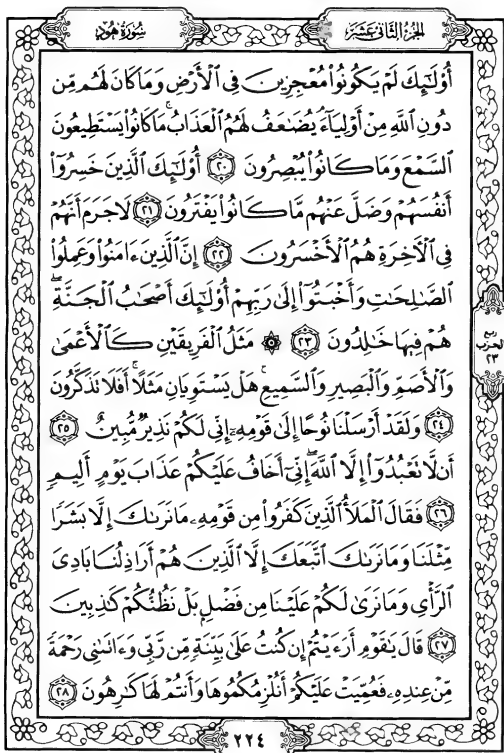 الجزء الثاني عشر
سورة هود
أُوْلَٰٓئِكَ لَمْ يَكُونُوا۟ مُعْجِزِينَ فِى ٱلْأَرْضِ وَمَا كَانَ لَهُم مِّن
دُونِ ٱللَّهِ مِنْ أَوْلِيَآءَ يُضَٰعَفُ لَهُمُ ٱلْعَذَابُ ۚ مَا كَانُوا۟ يَسْتَطِيعُونَ
ٱلسَّمْعَ وَمَا كَانُوا۟ يُبْصِرُونَ ٢٠ أُو۟لَٰٓئِكَ ٱلَّذِينَ خَسِرُوٓا۟
أَنفُسَهُمْ وَضَلَّ عَنْهُم مَّا كَانُوا۟ يَفْتَرُونَ ٢١ لَا جَرَمَ أَنَّهُمْ
فِى ٱلْءَاخِرَةِ هُمُ ٱلْأَخْسَرُونَ ٢٢ إِنَّ ٱلَّذِينَ ءَامَنُوا۟ وَعَمِلُوا۟
ٱلصَّٰلِحَٰتِ وَأَخْبَتُوٓا۟ إِلَىٰ رَبِّهِمْ أُو۟لَٰٓئِكَ أَصْحَٰبُ ٱلْجَنَّةِ ۖ
هُمْ فِيهَا خَٰلِدُونَ ٢٣ ۞ مَثَلُ ٱلْفَرِيقَيْنِ كَٱلْأَعْمَىٰ
وَٱلْأَصَمِّ وَٱلْبَصِيرِ وَٱلسَّمِيعِ ۚ هَلْ يَسْتَوِيَانِ مَثَلًا ۚ أَفَلَا تَذَكَّرُونَ
٢٤ وَلَقَدْ أَرْسَلْنَا نُوحًا إِلَىٰ قَوْمِهِۦٓ إِنِّى لَكُمْ نَذِيرٌ مُّبِينٌ ٢٥
أَن لَّا تَعْبُدُوٓا۟ إِلَّا ٱللَّهَ ۖ إِنِّىٓ أَخَافُ عَلَيْكُمْ عَذَابَ يَوْمٍ أَلِيمٍ
٢٦ فَقَالَ ٱلْمَلَأُ ٱلَّذِينَ كَفَرُوا۟ مِن قَوْمِهِۦ مَا نَرَىٰكَ إِلَّا بَشَرًا
مِّثْلَنَا وَمَا نَرَىٰكَ ٱتَّبَعَكَ إِلَّا ٱلَّذِينَ هُمْ أَرَاذِلُنَا بَادِىَ
ٱلرَّأْىِ وَمَا نَرَىٰ لَكُمْ عَلَيْنَا مِن فَضْلٍۭ بَلْ نَظُنُّكُمْ كَٰذِبِينَ
٢٧ قَالَ يَٰقَوْمِ أَرَءَيْتُمْ إِن كُنتُ عَلَىٰ بَيِّنَةٍ مِّن رَّبِّى وَءَاتَىٰنِى رَحْمَةً
مِّنْ عِندِهِۦ فَعُمِّيَتْ عَلَيْكُمْ أَنُلْزِمُكُمُوهَا وَأَنتُمْ لَهَا كَٰرِهُونَ ٢٨
ربع
الحزب
٢٣
٢٢٤